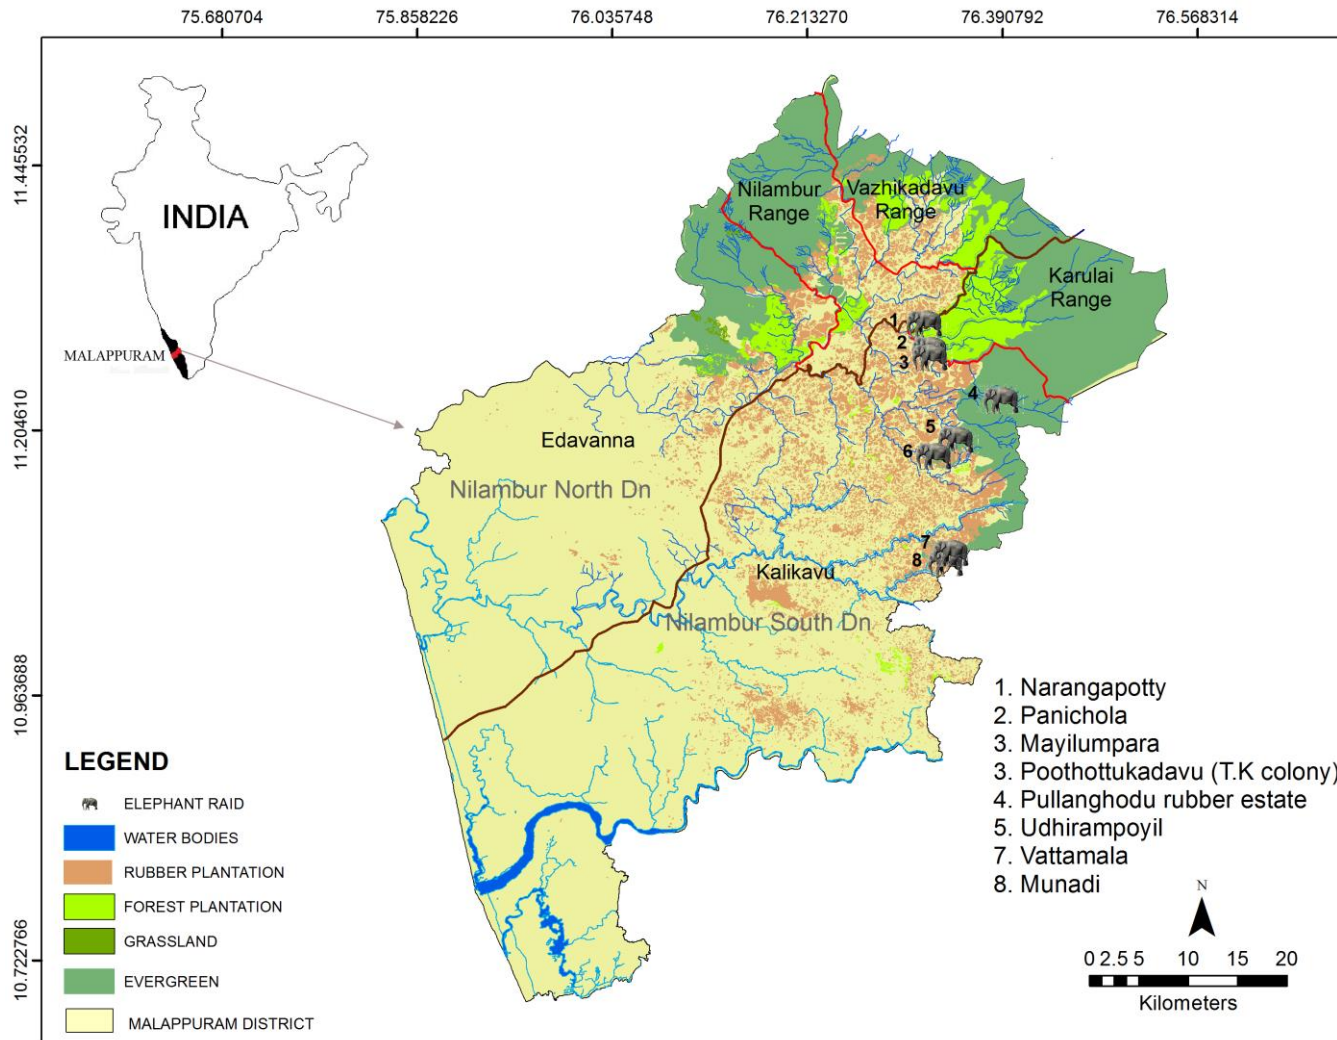 75.680704 75.858226 76.035748 76.213270 76.390792 76.568314
11.445532
11.204610
10.963688
10.722766
INDIA
MALAPPURAM
Nilambur
Range
Vazhikadavu
Range
Karulai
Range
1
2
3
4
5
6
7
8
Edavanna
Nilambur North Dn
Kalikavu
Nilambur South Dn
1. Narangapotty
2. Panichola
3. Mayilumpara
3. Poothottukadavu (T.K colony)
4. Pullanghodu rubber estate
5. Udhirampoyil
7. Vattamala
8. Munadi
LEGEND
ELEPHANT RAID
WATER BODIES
RUBBER PLANTATION
FOREST PLANTATION
GRASSLAND
EVERGREEN
MALAPPURAM DISTRICT
N
0 2.5 5 10 15 20
Kilometers